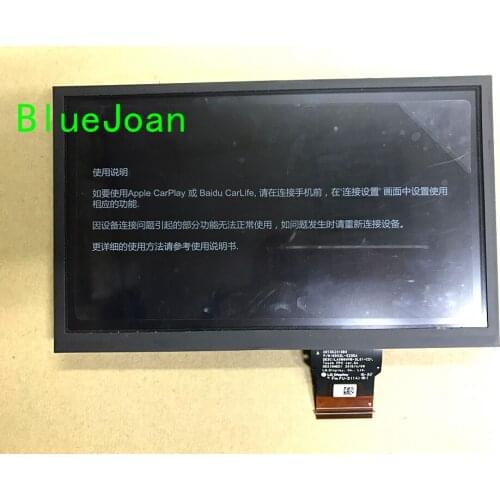 BlueJoan
使用说明
如要使用Apple CarPlay 或 Baidu CarLife, 请在连接手机前，在“连接设置” 画面中设置使用
相应的功能.
因设备连接问题引起的部分功能无法正常使用，如问题发生时请重新连接设备。
更详细的使用方法请参考使用说明书.
LG Display